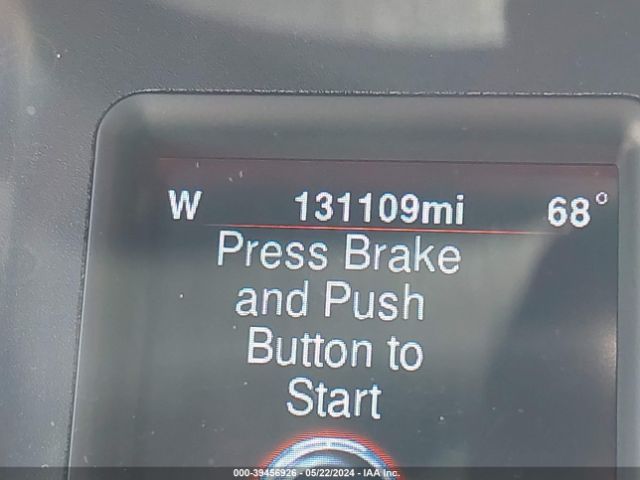 W 131109mi 68°
Press Brake
and Push
Button to
Start
000-39456926 - 05/22/2024 - IAA Inc.